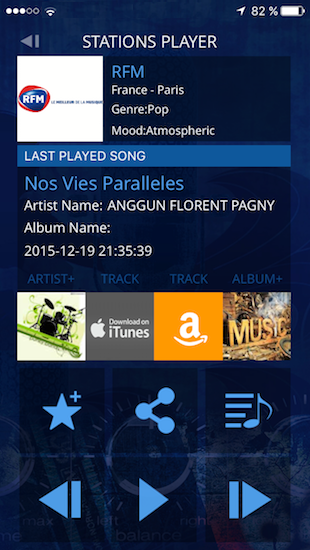 82 %
STATIONS PLAYER
RFM
LE MEILLEUR DE LA MUSIQUE
RFM
France - Paris
Genre:Pop
Mood:Atmospheric
LAST PLAYED SONG
Nos Vies Paralleles
Artist Name: ANGGUN FLORENT PAGNY
Album Name:
2015-12-19 21:35:39
ARTIST+ TRACK TRACK ALBUM+
Download on
iTunes
a
MUSIC
max left right
balance